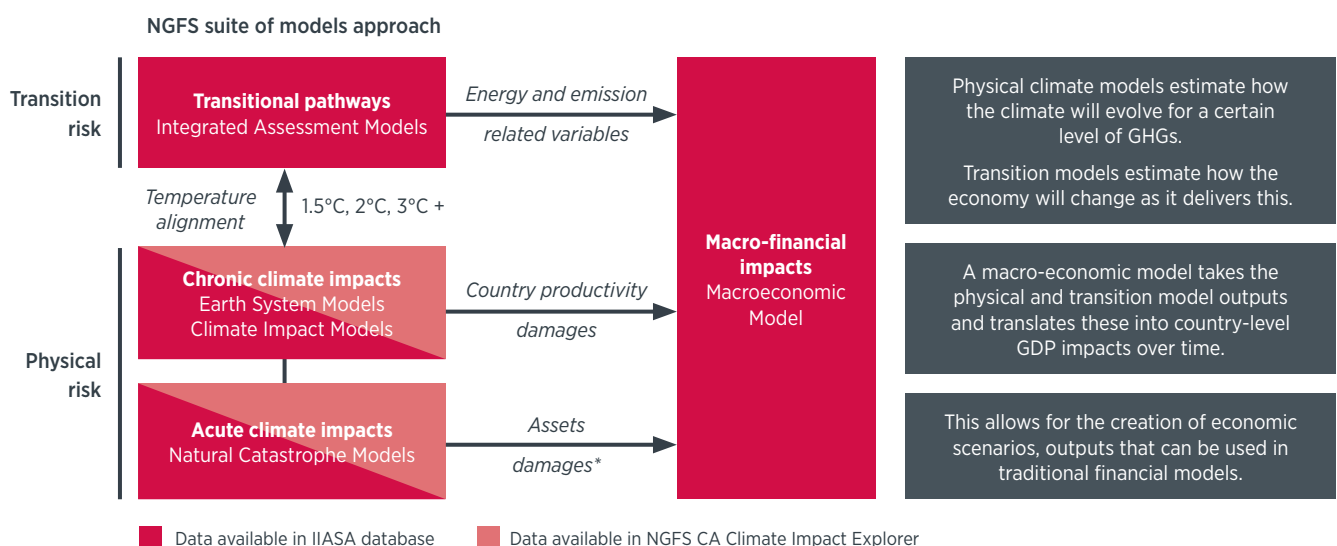 NGFS suite of models approach
Transition
risk
Transitional pathways
Integrated Assessment Models
Energy and emission
related variables
Temperature
alignment
1.5°C, 2°C, 3°C +
Physical
risk
Chronic climate impacts
Earth System Models
Climate Impact Models
Country productivity
damages
Acute climate impacts
Natural Catastrophe Models
Assets
damages*
Macro-financial
impacts
Macroeconomic
Model
Physical climate models estimate how
the climate will evolve for a certain
level of GHGs.
Transition models estimate how the
economy will change as it delivers this.
A macro-economic model takes the
physical and transition model outputs
and translates these into country-level
GDP impacts over time.
This allows for the creation of economic
scenarios, outputs that can be used in
traditional financial models.
Data available in IIASA database
Data available in NGFS CA Climate Impact Explorer